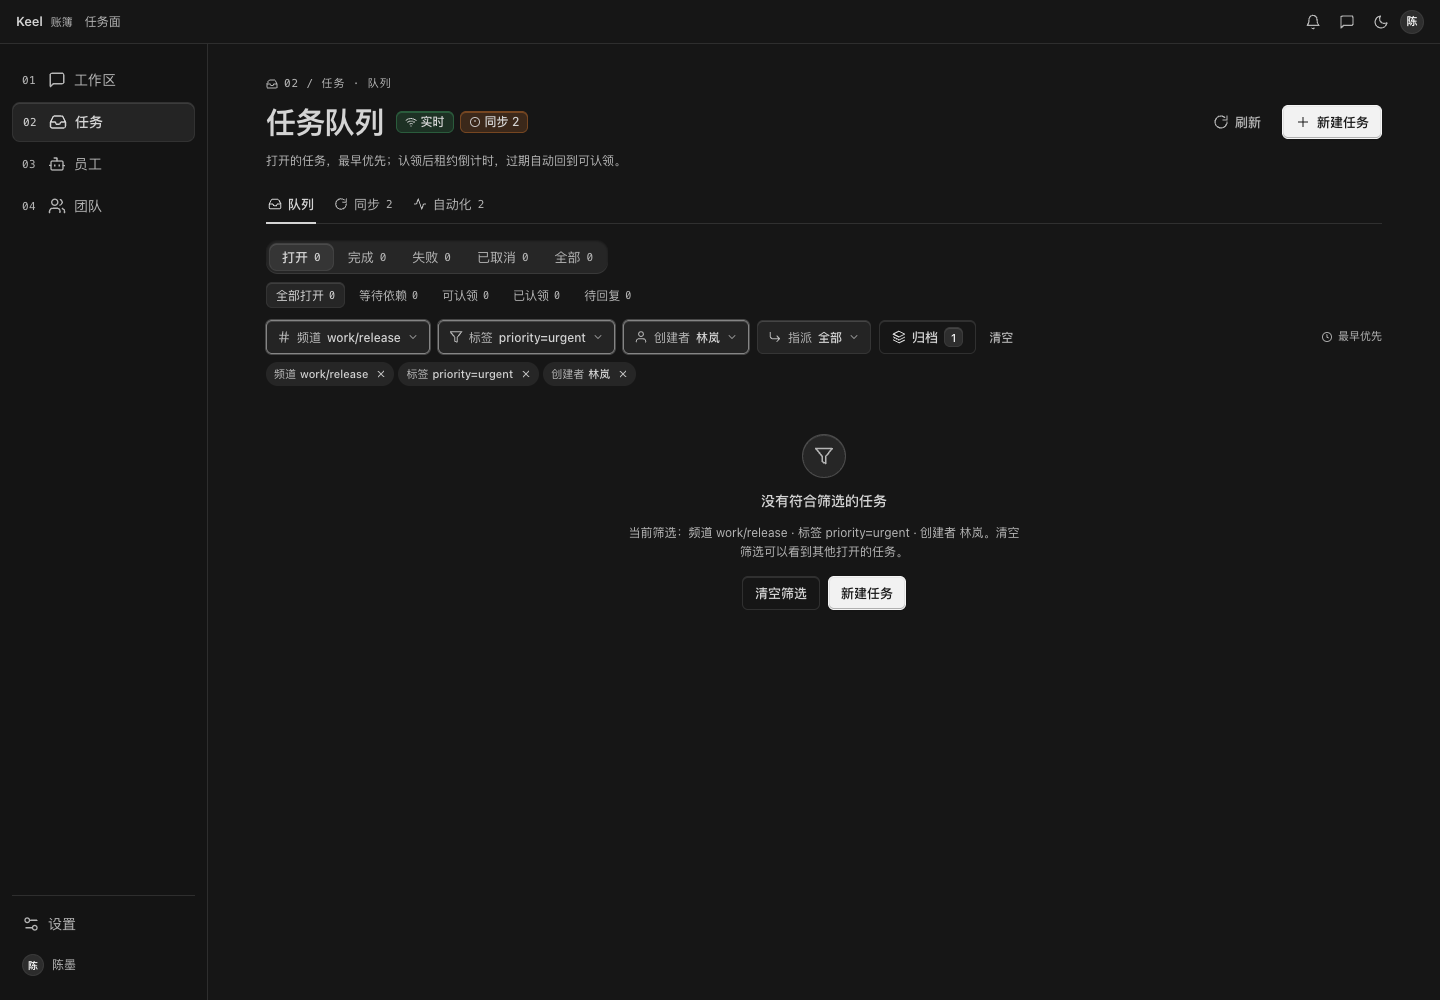 Keel 账簿 任务面
陈
01 工作区
02 任务
03 员工
04 团队
02 / 任务 · 队列
任务队列 实时 同步 2
刷新 新建任务
打开的任务，最早优先；认领后租约倒计时，过期自动回到可认领。
队列 同步 2 自动化 2
打开 0 完成 0 失败 0 已取消 0 全部 0
全部打开 0 等待依赖 0 可认领 0 已认领 0 待回复 0
频道 work/release 标签 priority=urgent 创建者 林岚 指派 全部 归档 1 清空 最早优先
频道 work/release × 标签 priority=urgent × 创建者 林岚 ×
没有符合筛选的任务
当前筛选：频道 work/release · 标签 priority=urgent · 创建者 林岚。清空
筛选可以看到其他打开的任务。
清空筛选 新建任务
设置
陈 陈墨